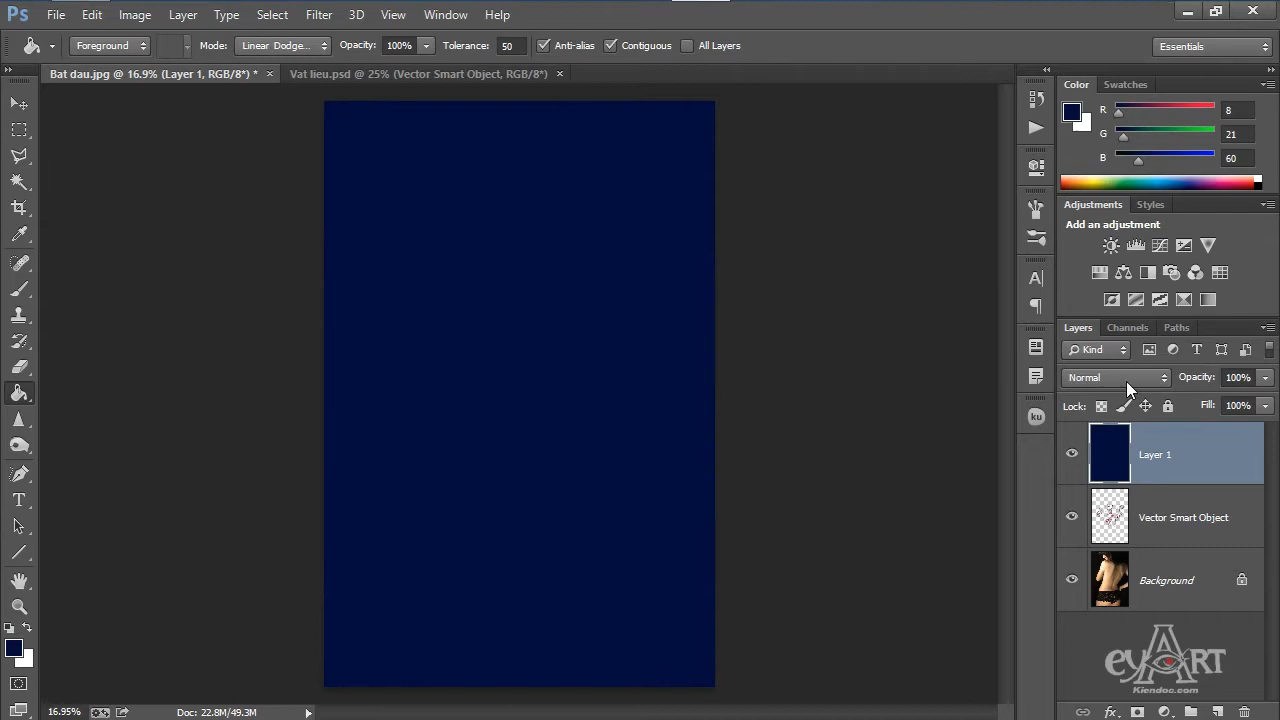 Ps File Edit Image Layer Type Select Filter 3D View Window Help
Foreground Mode: Linear Dodge... Opacity: 100% Tolerance: 50 Anti-alias Contiguous All Layers Essentials
Bat dau.jpg @ 16.9% (Layer 1, RGB/8*) * × Vat lieu.psd @ 25% (Vector Smart Object, RGB/8*) ×
Color Swatches
R 8
G 21
B 60
Adjustments Styles
Add an adjustment
Layers Channels Paths
Kind
Normal Opacity: 100%
Lock: Fill: 100%
Layer 1
Vector Smart Object
Background
ku
eyART
Kiendoc.com
16.95% Doc: 22.8M/49.3M
fx